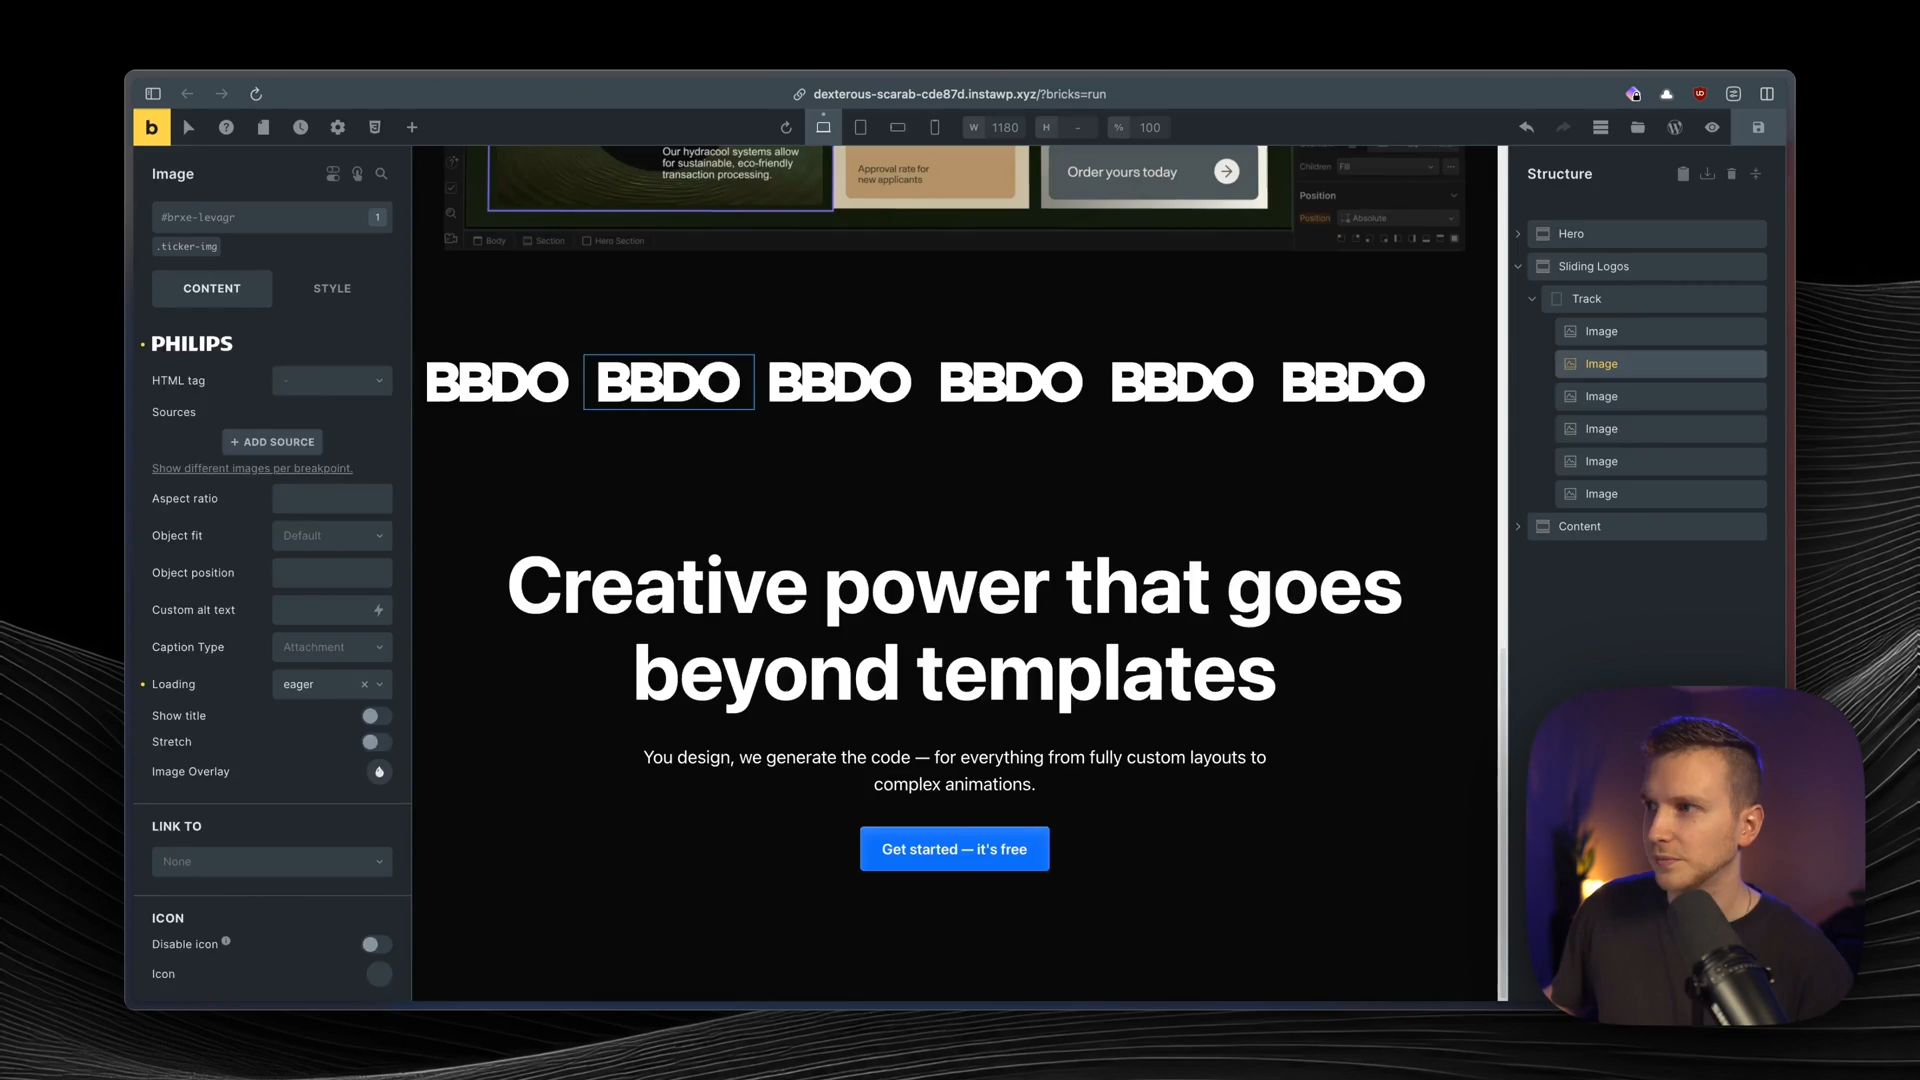 dexterous-scarab-cde87d.instawp.xyz/?bricks=run
b
W 1180 H - % 100
Image
#brxe-levagr 1
.ticker-img
CONTENT STYLE
PHILIPS
HTML tag -
Sources
+ ADD SOURCE
Show different images per breakpoint.
Aspect ratio
Object fit Default
Object position
Custom alt text
Caption Type Attachment
Loading eager
Show title
Stretch
Image Overlay
LINK TO
None
ICON
Disable icon
Icon
Our hydracool systems allow
for sustainable, eco-friendly
transaction processing.
Approval rate for
new applicants
Order yours today
Children Fill
Position
Position Absolute
Body Section Hero Section
BBDO BBDO BBDO BBDO BBDO BBDO
Creative power that goes
beyond templates
You design, we generate the code — for everything from fully custom layouts to
complex animations.
Get started — it's free
Structure
Hero
Sliding Logos
Track
Image
Image
Image
Image
Image
Image
Content